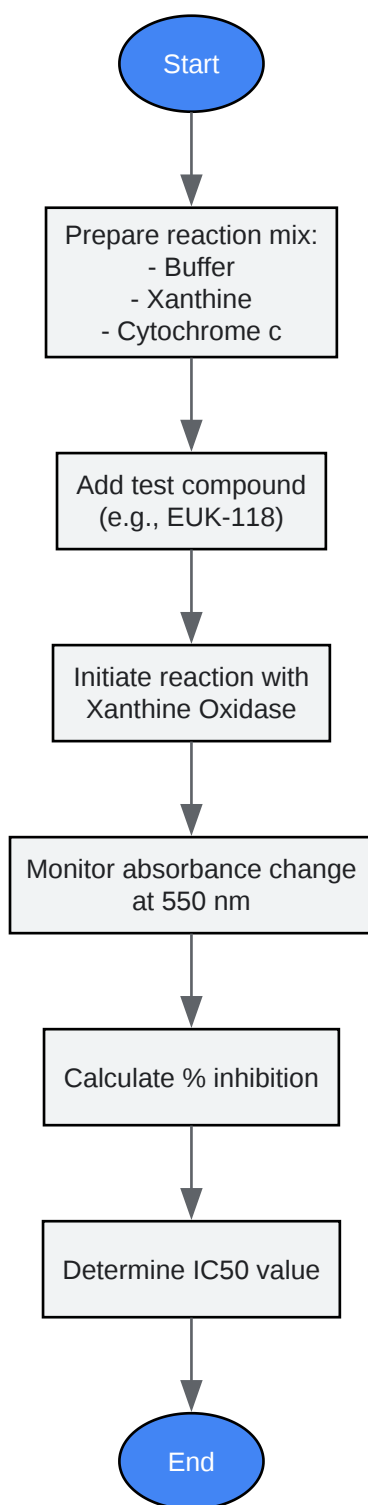 Start
Prepare reaction mix:
- Buffer
- Xanthine
- Cytochrome c
Add test compound
(e.g., EUK-118)
Initiate reaction with
Xanthine Oxidase
Monitor absorbance change
at 550 nm
Calculate % inhibition
Determine IC50 value
End